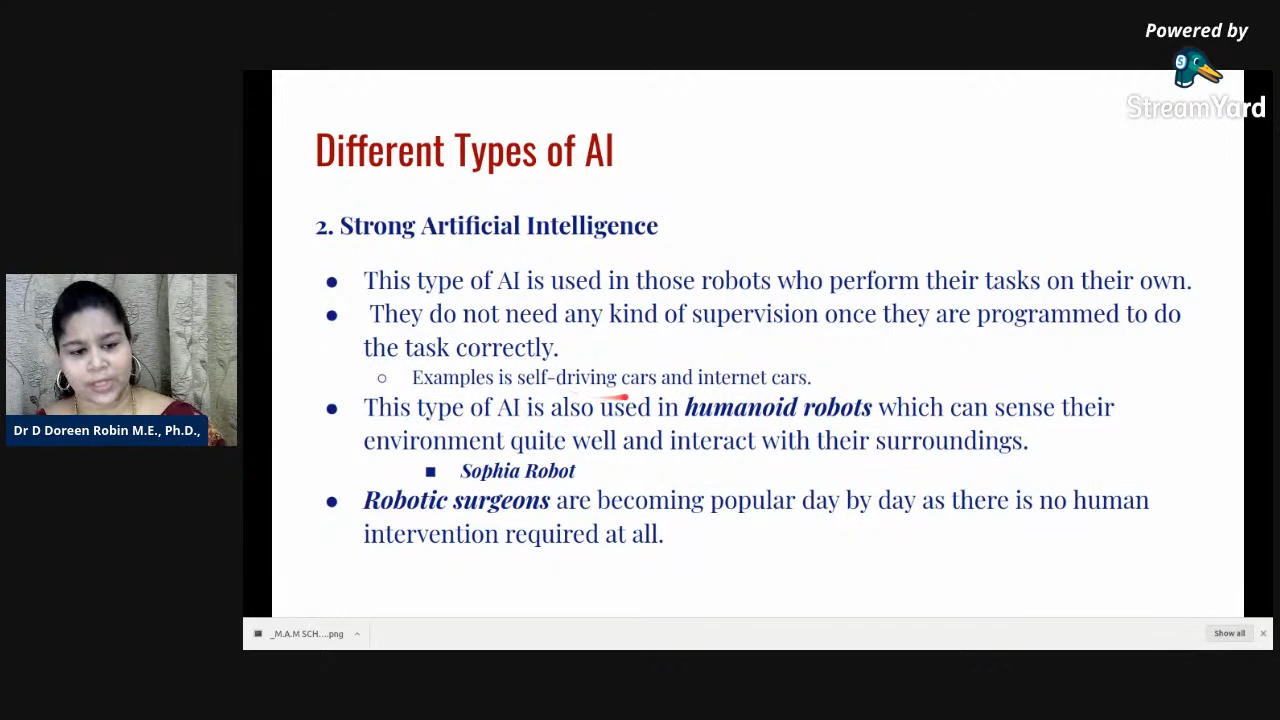 Powered by
StreamYard
Different Types of AI
2. Strong Artificial Intelligence
● This type of AI is used in those robots who perform their tasks on their own.
● They do not need any kind of supervision once they are programmed to do
the task correctly.
○ Examples is self-driving cars and internet cars.
● This type of AI is also used in humanoid robots which can sense their
environment quite well and interact with their surroundings.
■ Sophia Robot
● Robotic surgeons are becoming popular day by day as there is no human
intervention required at all.
Dr D Doreen Robin M.E., Ph.D.,
_M.A.M SCH....png
Show all